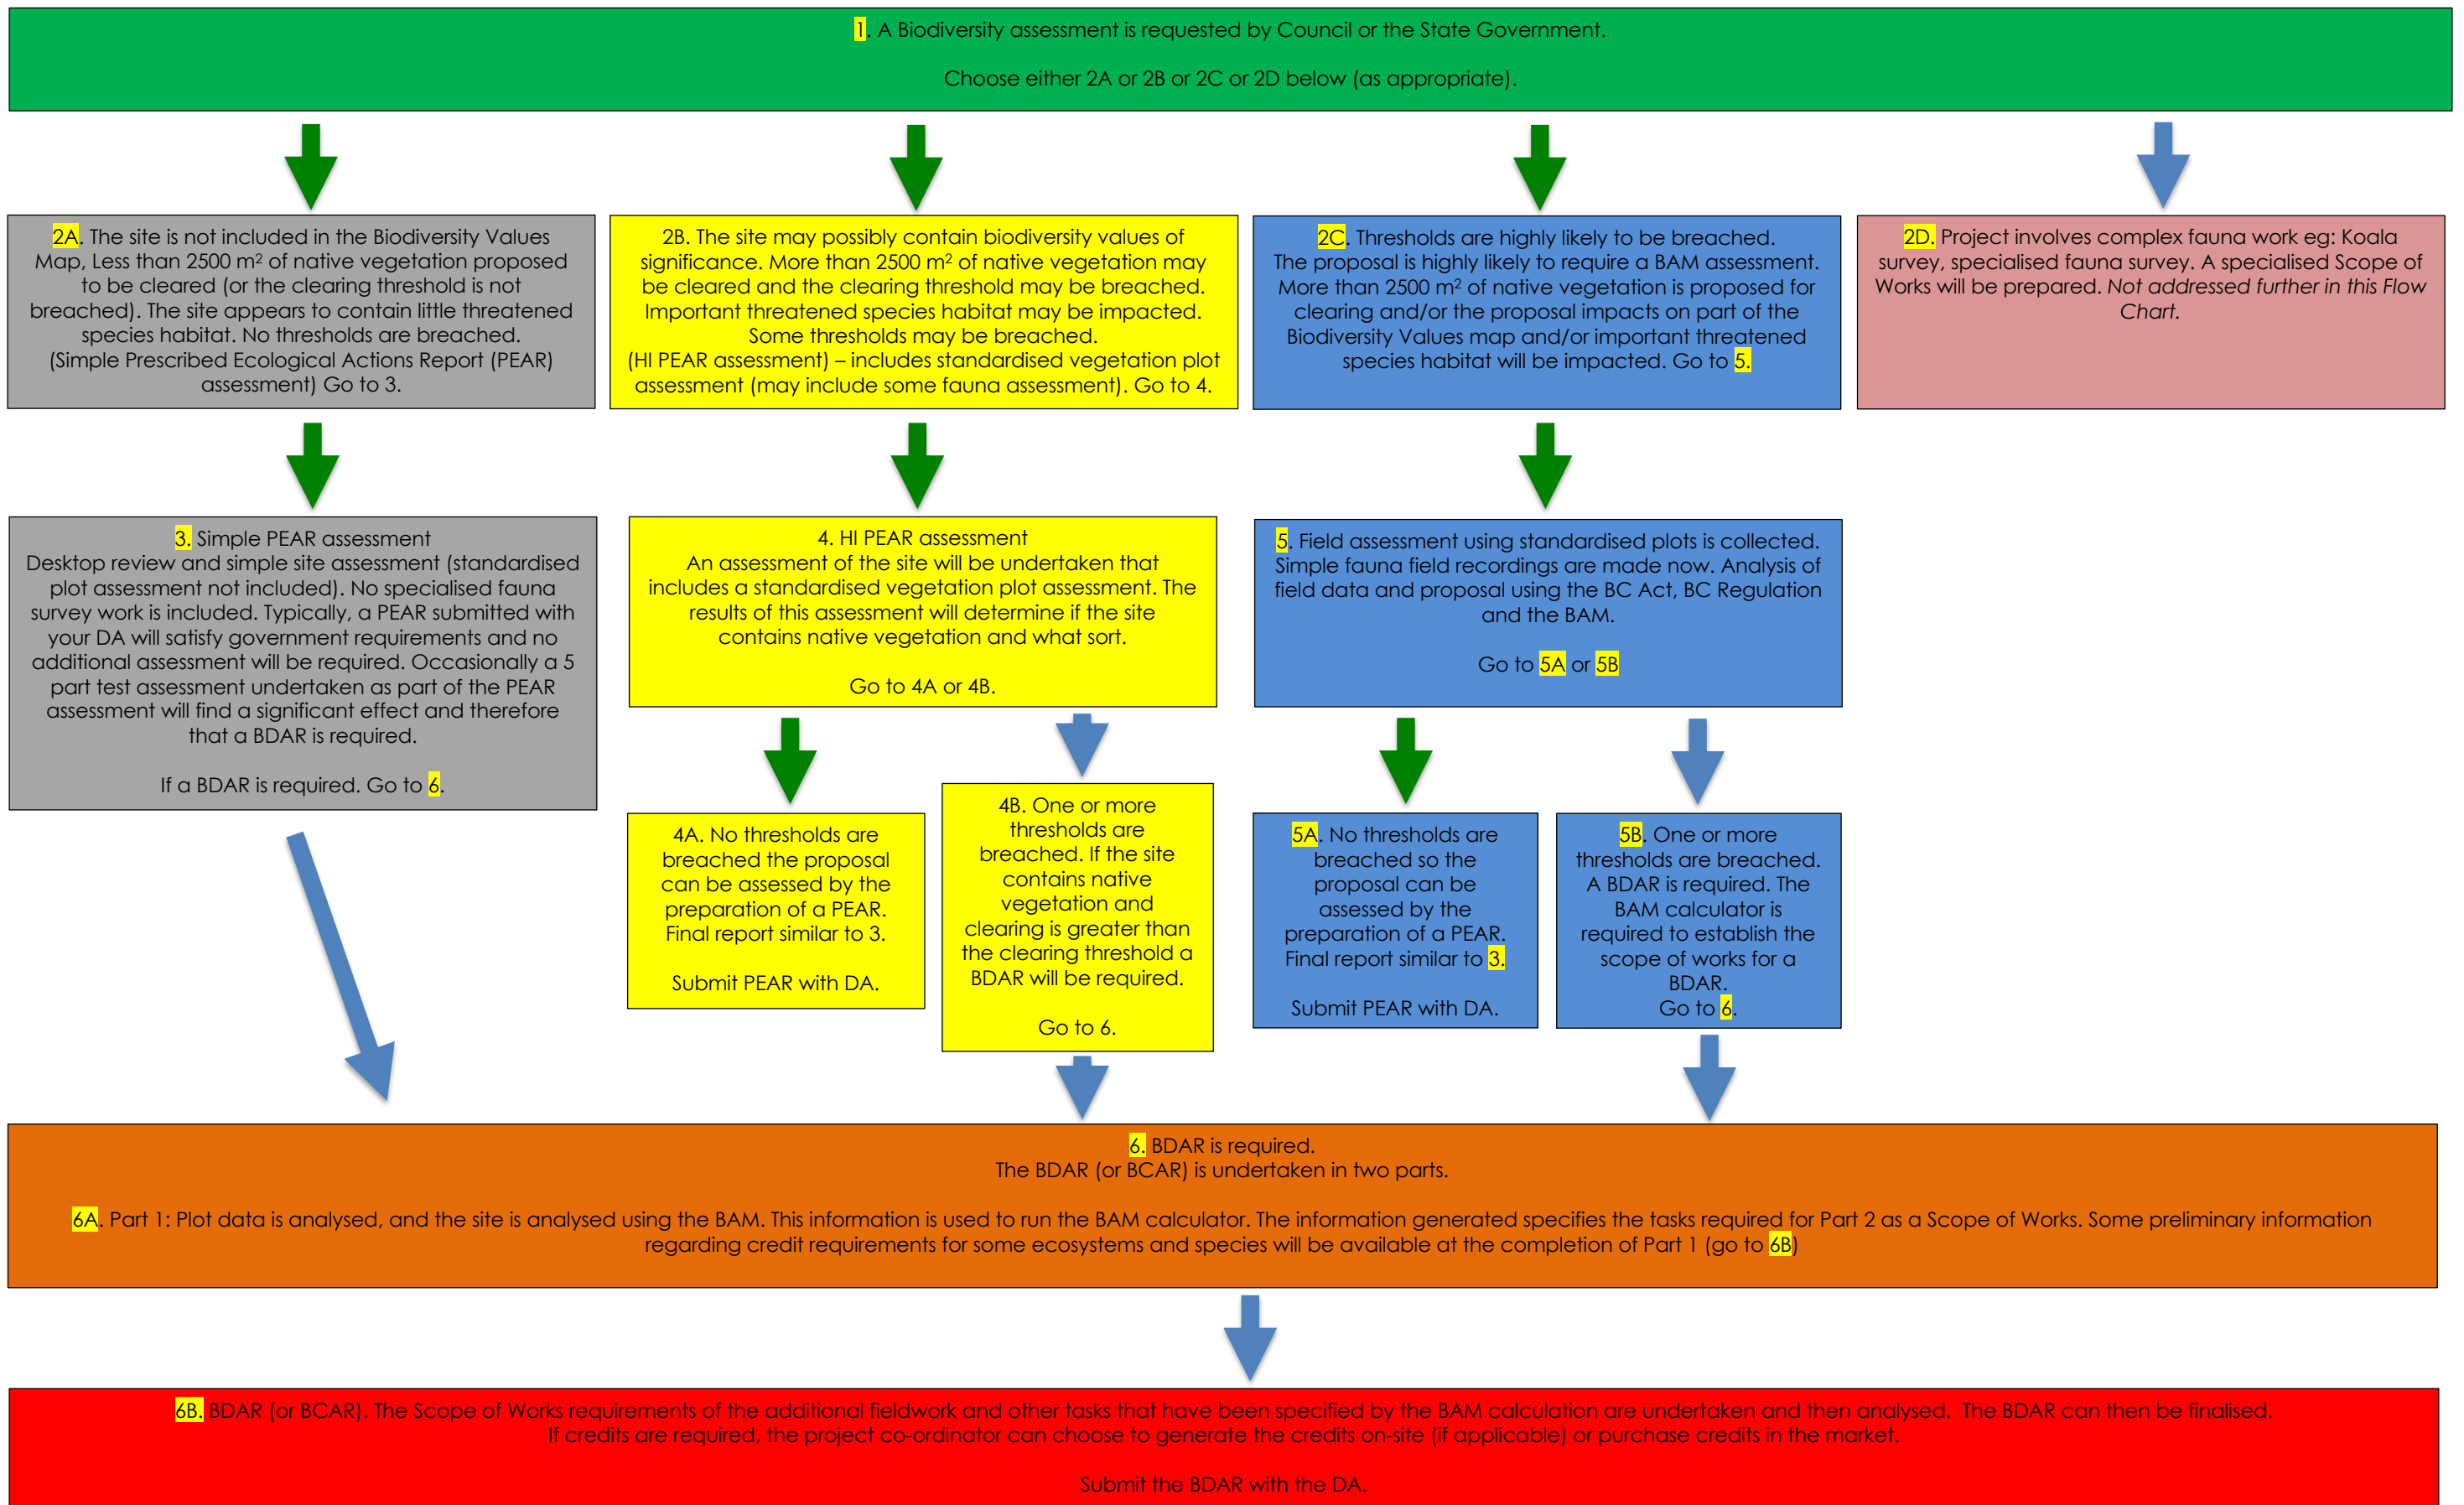 1. A Biodiversity assessment is requested by Council or the State Government.
Choose either 2A or 2B or 2C or 2D below (as appropriate).
2A. The site is not included in the Biodiversity Values
Map, Less than 2500 m² of native vegetation proposed
to be cleared (or the clearing threshold is not
breached). The site appears to contain little threatened
species habitat. No thresholds are breached.
(Simple Prescribed Ecological Actions Report (PEAR)
assessment) Go to 3.
2B. The site may possibly contain biodiversity values of
significance. More than 2500 m² of native vegetation may
be cleared and the clearing threshold may be breached.
Important threatened species habitat may be impacted.
Some thresholds may be breached.
(HI PEAR assessment) – includes standardised vegetation plot
assessment (may include some fauna assessment). Go to 4.
2C. Thresholds are highly likely to be breached.
The proposal is highly likely to require a BAM assessment.
More than 2500 m² of native vegetation is proposed for
clearing and/or the proposal impacts on part of the
Biodiversity Values map and/or important threatened
species habitat will be impacted. Go to 5.
2D. Project involves complex fauna work eg: Koala
survey, specialised fauna survey. A specialised Scope of
Works will be prepared. Not addressed further in this Flow
Chart.
3. Simple PEAR assessment
Desktop review and simple site assessment (standardised
plot assessment not included). No specialised fauna
survey work is included. Typically, a PEAR submitted with
your DA will satisfy government requirements and no
additional assessment will be required. Occasionally a 5
part test assessment undertaken as part of the PEAR
assessment will find a significant effect and therefore
that a BDAR is required.
If a BDAR is required. Go to 6.
4. HI PEAR assessment
An assessment of the site will be undertaken that
includes a standardised vegetation plot assessment. The
results of this assessment will determine if the site
contains native vegetation and what sort.
Go to 4A or 4B.
5. Field assessment using standardised plots is collected.
Simple fauna field recordings are made now. Analysis of
field data and proposal using the BC Act, BC Regulation
and the BAM.
Go to 5A or 5B
4A. No thresholds are
breached the proposal
can be assessed by the
preparation of a PEAR.
Final report similar to 3.
Submit PEAR with DA.
4B. One or more
thresholds are
breached. If the site
contains native
vegetation and
clearing is greater than
the clearing threshold a
BDAR will be required.
Go to 6.
5A. No thresholds are
breached so the
proposal can be
assessed by the
preparation of a PEAR.
Final report similar to 3.
Submit PEAR with DA.
5B. One or more
thresholds are breached.
A BDAR is required. The
BAM calculator is
required to establish the
scope of works for a
BDAR.
Go to 6.
6. BDAR is required.
The BDAR (or BCAR) is undertaken in two parts.
6A. Part 1: Plot data is analysed, and the site is analysed using the BAM. This information is used to run the BAM calculator. The information generated specifies the tasks required for Part 2 as a Scope of Works. Some preliminary information
regarding credit requirements for some ecosystems and species will be available at the completion of Part 1 (go to 6B)
6B. BDAR (or BCAR). The Scope of Works requirements of the additional fieldwork and other tasks that have been specified by the BAM calculation are undertaken and then analysed. The BDAR can then be finalised.
If credits are required, the project co-ordinator can choose to generate the credits on-site (if applicable) or purchase credits in the market.
Submit the BDAR with the DA.